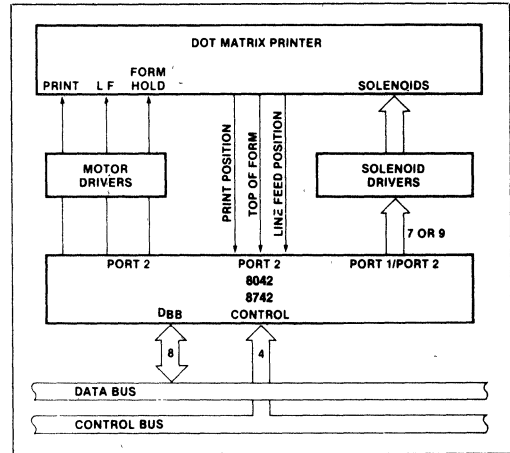 DOT MATRIX PRINTER
FORM
PRINT L F HOLD SOLENOIDS
PRINT POSITION
TOP OF FORM
LINE FEED POSITION
MOTOR
DRIVERS
SOLENOID
DRIVERS
7 OR 9
PORT 2 PORT 2 PORT 1/PORT 2
8042
8742
DBB CONTROL
8 4
DATA BUS
CONTROL BUS